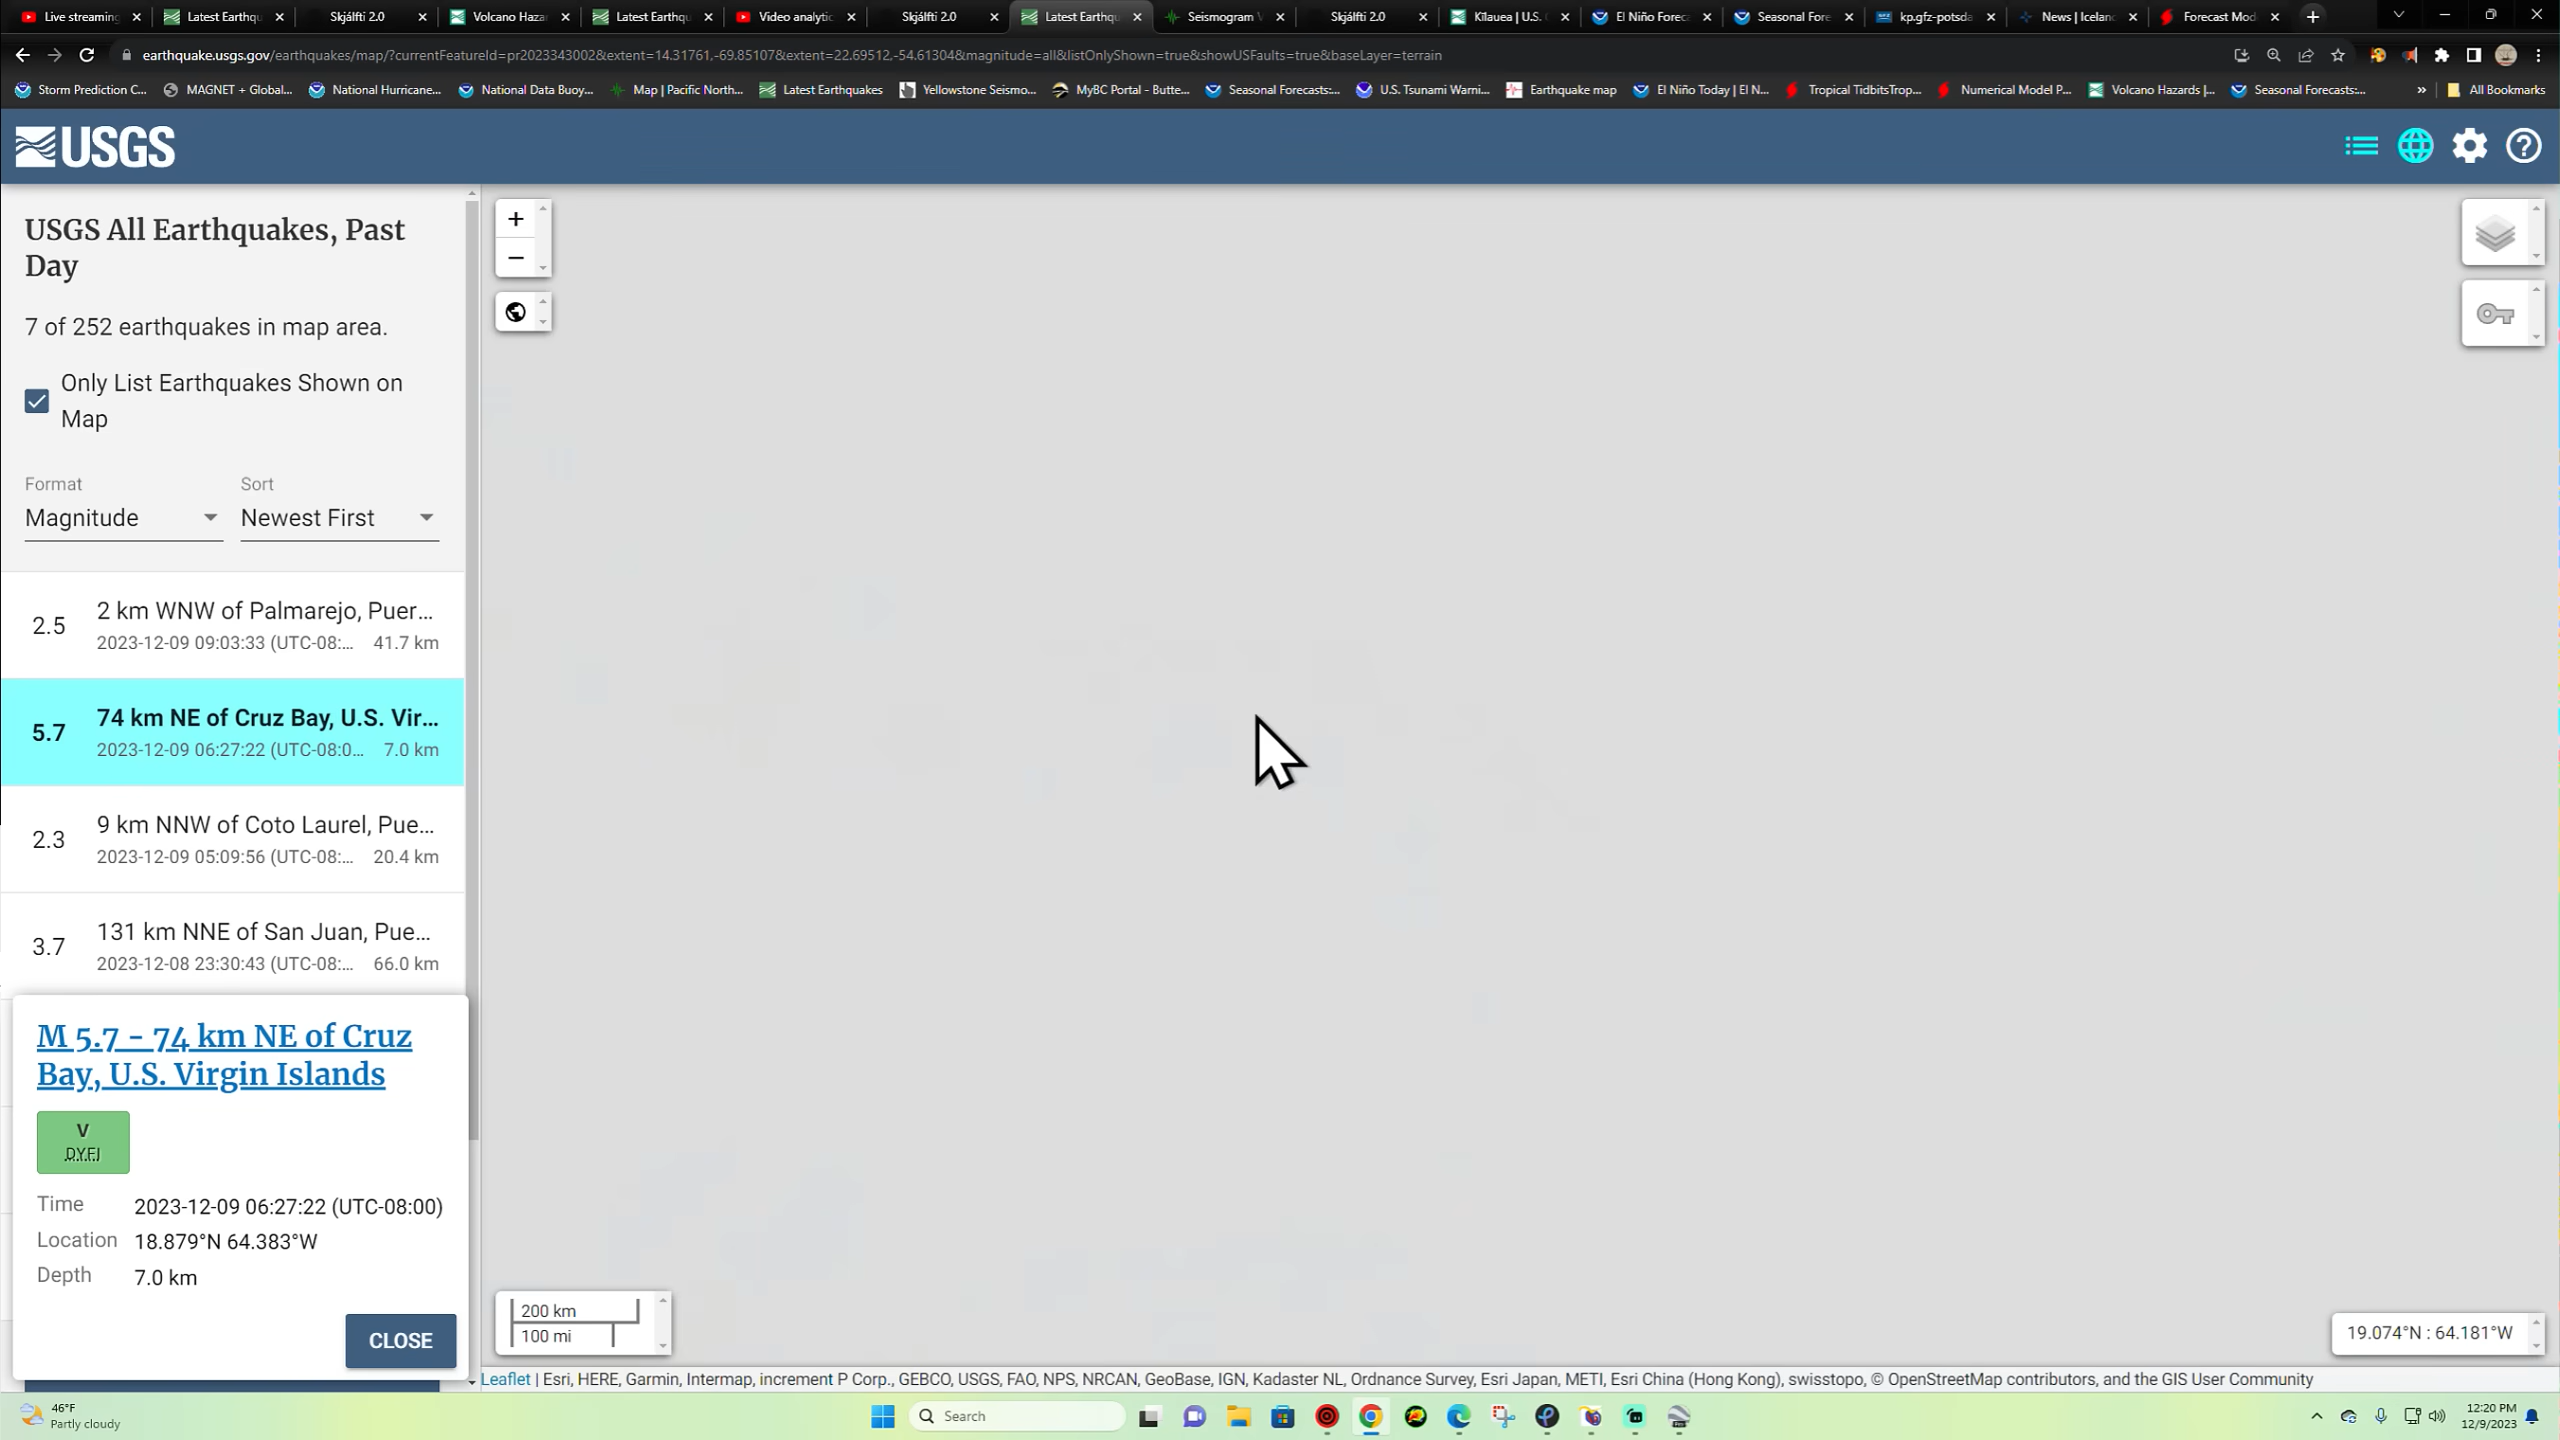 Live streaming
Latest Earthqu
Skjálfti 2.0
Volcano Haza
Latest Earthqu
Video analytic
Skjálfti 2.0
Latest Earthqu
Seismogram V
Skjálfti 2.0
Kīlauea | U.S.
El Niño Foreca
Seasonal Fore
kp.gfz-potsda
News | Icelan
Forecast Mod
earthquake.usgs.gov/earthquakes/map/?currentFeatureId=pr2023343002&extent=14.31761,-69.85107&extent=22.69512,-54.61304&magnitude=all&listOnlyShown=true&showUSFaults=true&baseLayer=terrain
Storm Prediction C...
MAGNET + Global...
National Hurricane...
National Data Buoy...
Map | Pacific North...
Latest Earthquakes
Yellowstone Seismo...
MyBC Portal - Butte...
Seasonal Forecasts:...
U.S. Tsunami Warni...
Earthquake map
El Niño Today | El N...
Tropical TidbitsTrop...
Numerical Model P...
Volcano Hazards |...
Seasonal Forecasts:...
»
All Bookmarks
USGS
USGS All Earthquakes, Past
Day
7 of 252 earthquakes in map area.
Only List Earthquakes Shown on
Map
Format
Sort
Magnitude
Newest First
2.5
2 km WNW of Palmarejo, Puer...
2023-12-09 09:03:33 (UTC-08:...
41.7 km
5.7
74 km NE of Cruz Bay, U.S. Vir...
2023-12-09 06:27:22 (UTC-08:0...
7.0 km
2.3
9 km NNW of Coto Laurel, Pue...
2023-12-09 05:09:56 (UTC-08:...
20.4 km
3.7
131 km NNE of San Juan, Pue...
2023-12-08 23:30:43 (UTC-08:...
66.0 km
M 5.7 - 74 km NE of Cruz
Bay, U.S. Virgin Islands
V
DYFI
Time 2023-12-09 06:27:22 (UTC-08:00)
Location 18.879°N 64.383°W
Depth 7.0 km
CLOSE
+
−
200 km
100 mi
19.074°N : 64.181°W
Leaflet | Esri, HERE, Garmin, Intermap, increment P Corp., GEBCO, USGS, FAO, NPS, NRCAN, GeoBase, IGN, Kadaster NL, Ordnance Survey, Esri Japan, METI, Esri China (Hong Kong), swisstopo, © OpenStreetMap contributors, and the GIS User Community
46°F
Partly cloudy
Search
12:20 PM
12/9/2023